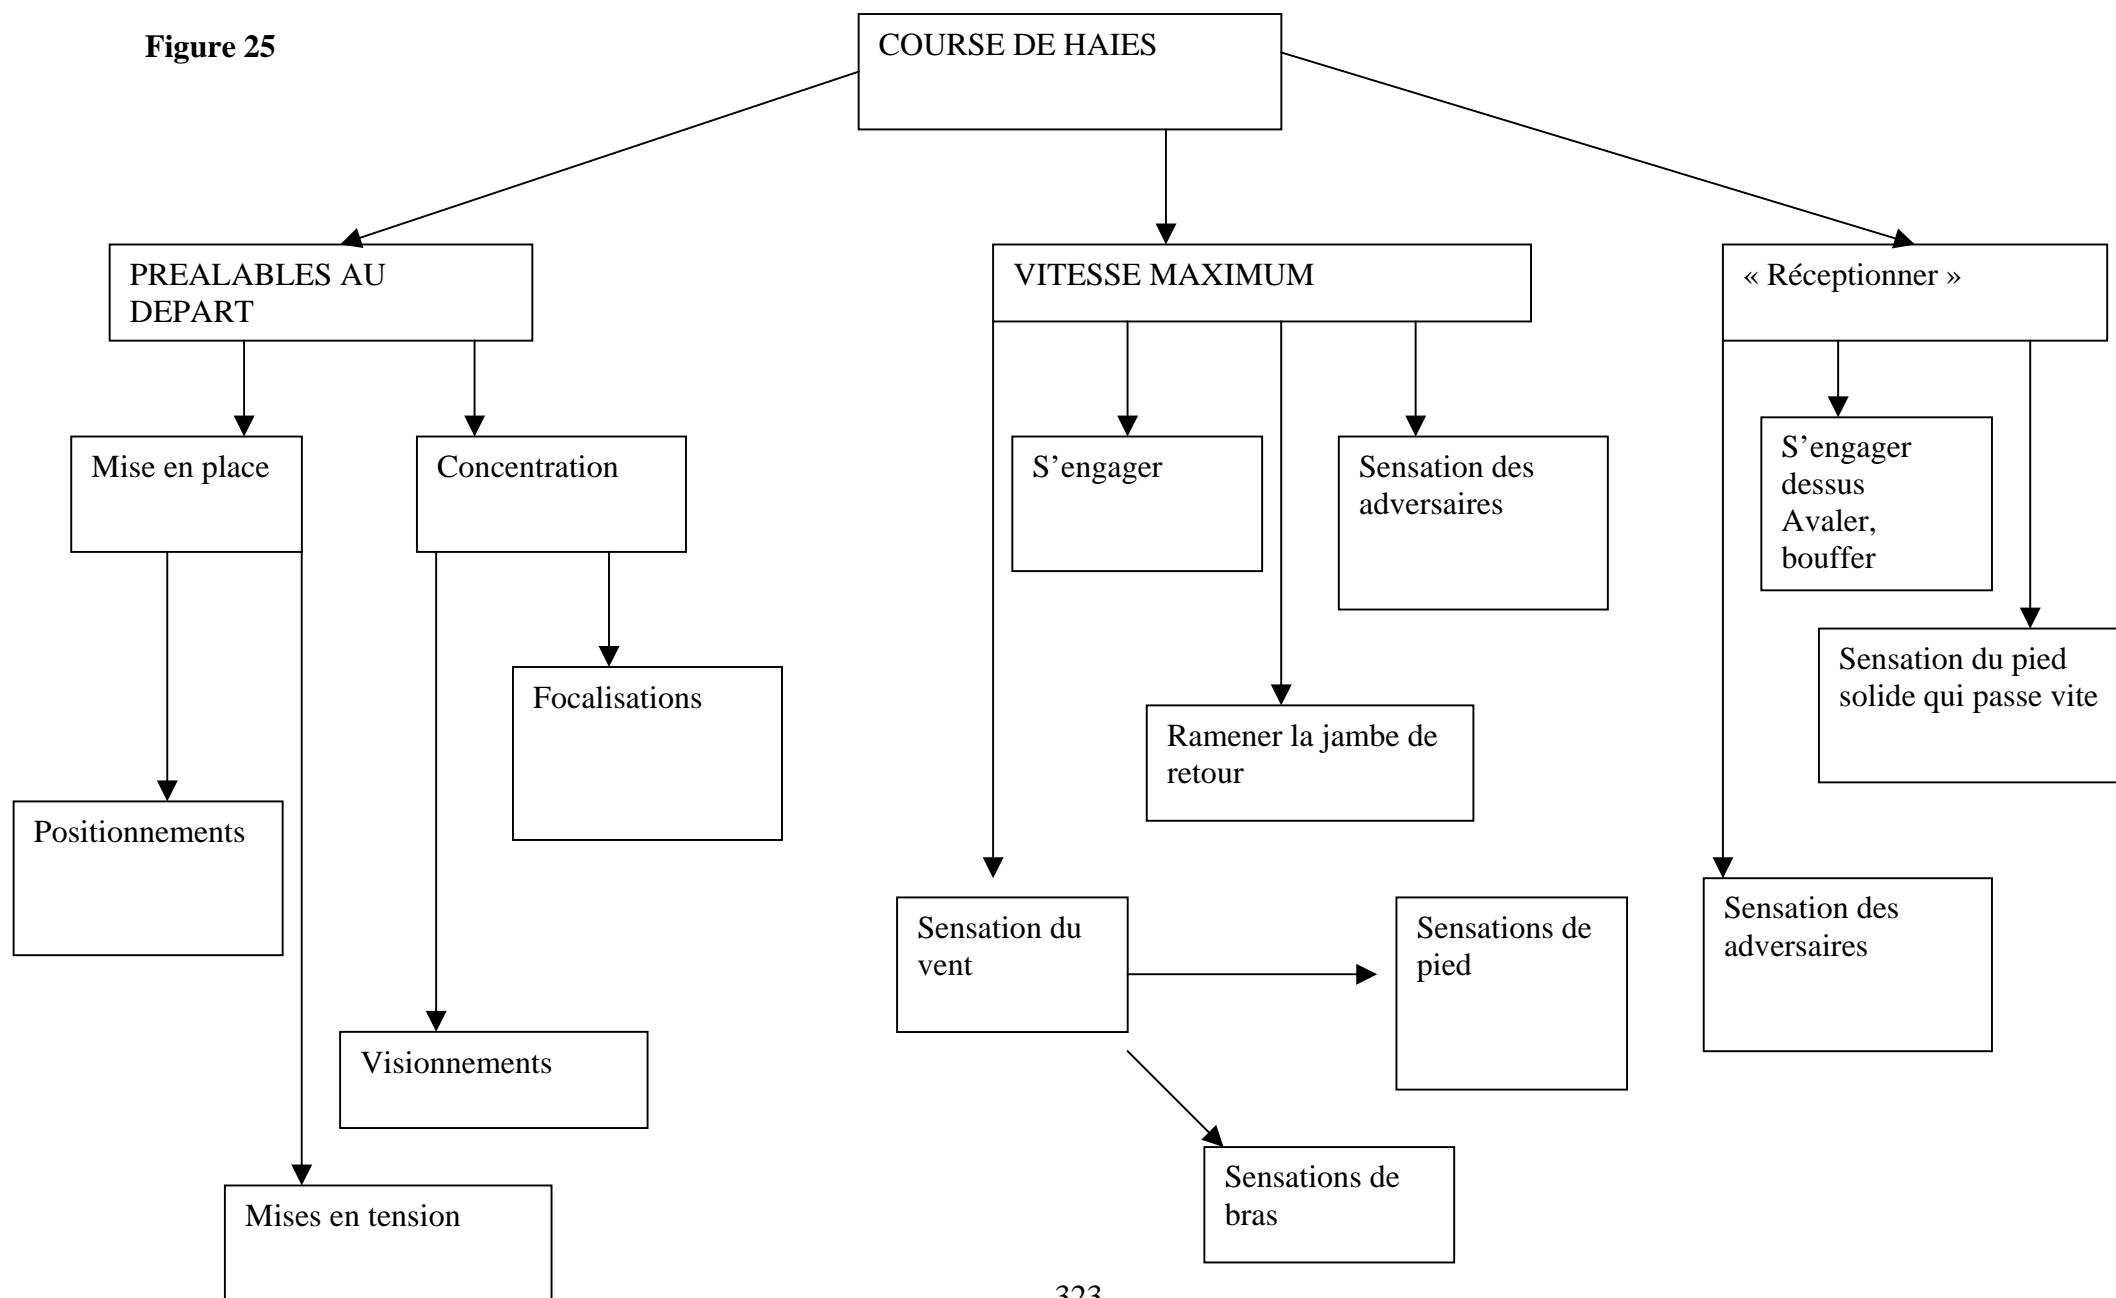 Figure 25
COURSE DE HAIES
PREALABLES AU
DEPART
VITESSE MAXIMUM
« Réceptionner »
Mise en place
Concentration
S’engager
Sensation des
adversaires
S’engager
dessus
Avaler,
bouffer
Focalisations
Sensation du pied
solide qui passe vite
Ramener la jambe de
retour
Positionnements
Sensation du
vent
Sensations de
pied
Sensation des
adversaires
Visionnements
Sensations de
bras
Mises en tension
323